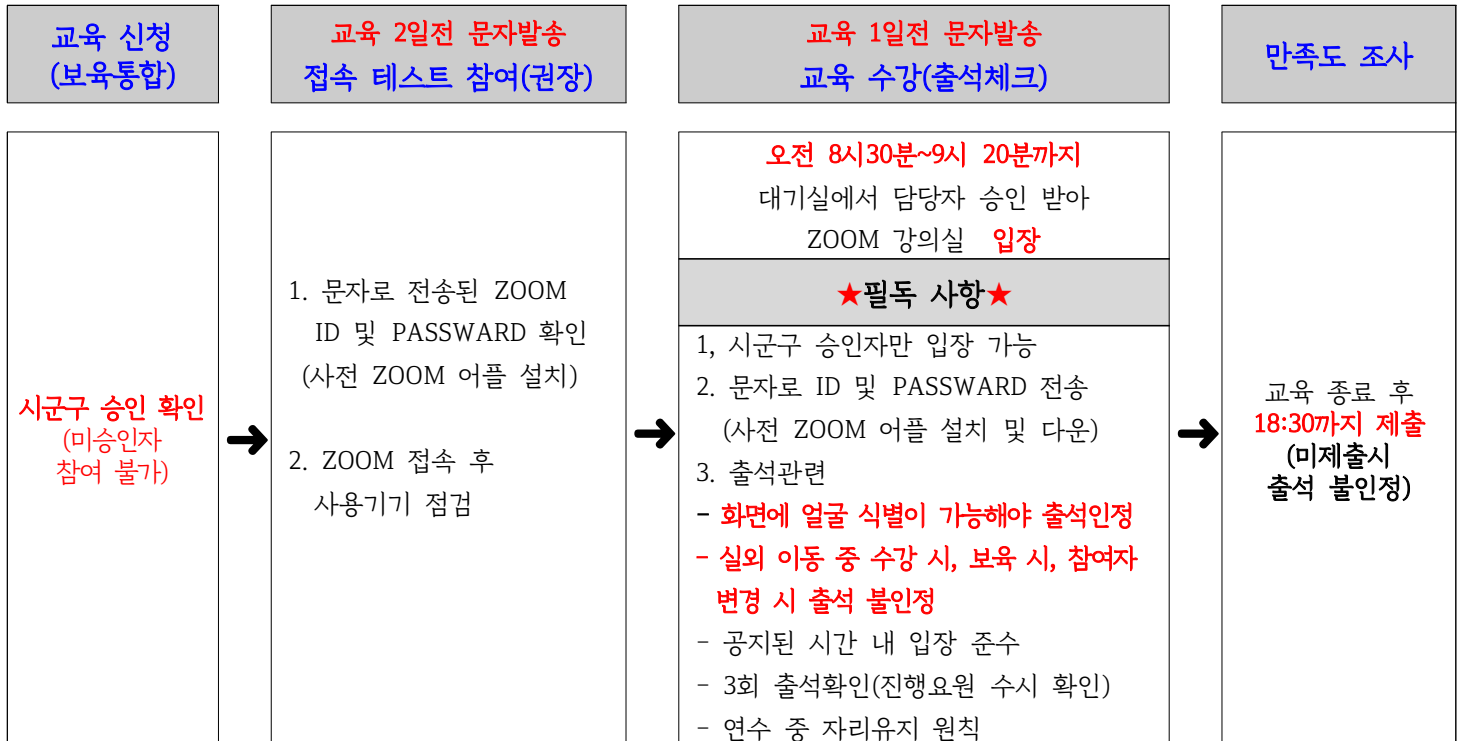 교육 신청
(보육통합)
교육 2일전 문자발송
접속 테스트 참여(권장)
교육 1일전 문자발송
교육 수강(출석체크)
만족도 조사
시군구 승인 확인
(미승인자
참여 불가)
1. 문자로 전송된 ZOOM
ID 및 PASSWARD 확인
(사전 ZOOM 어플 설치)
2. ZOOM 접속 후
사용기기 점검
오전 8시30분~9시 20분까지
대기실에서 담당자 승인 받아
ZOOM 강의실 입장
★필독 사항★
1, 시군구 승인자만 입장 가능
2. 문자로 ID 및 PASSWARD 전송
(사전 ZOOM 어플 설치 및 다운)
3. 출석관련
- 화면에 얼굴 식별이 가능해야 출석인정
- 실외 이동 중 수강 시, 보육 시, 참여자
변경 시 출석 불인정
- 공지된 시간 내 입장 준수
- 3회 출석확인(진행요원 수시 확인)
- 연수 중 자리유지 원칙
교육 종료 후
18:30까지 제출
(미제출시
출석 불인정)